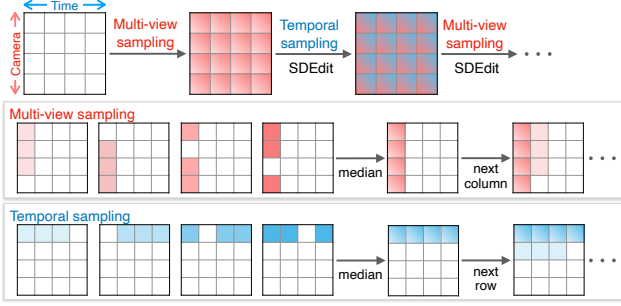 Time
Camera
Multi-view
sampling
Temporal
sampling
SDEdit
Multi-view
sampling
SDEdit
Multi-view sampling
median
next
column
Temporal sampling
median
next
row